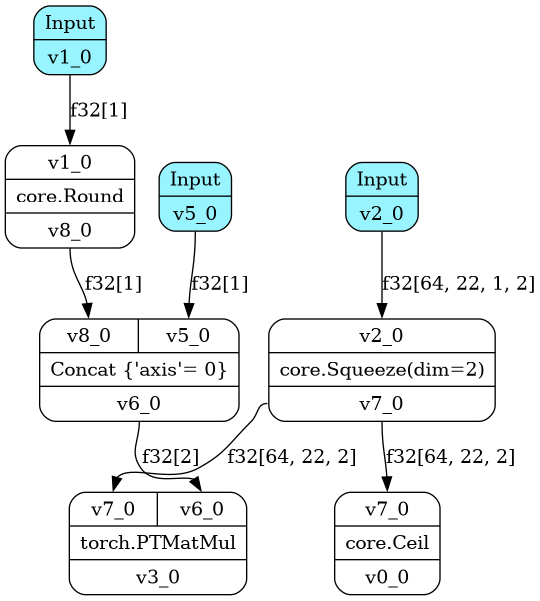 Input
v1_0
f32[1]
v1_0
core.Round
v8_0
Input
v5_0
Input
v2_0
f32[1]
f32[1]
f32[64, 22, 1, 2]
v8_0 v5_0
Concat {'axis'= 0}
v6_0
v2_0
core.Squeeze(dim=2)
v7_0
f32[2]
f32[64, 22, 2]
f32[64, 22, 2]
v7_0 v6_0
torch.PTMatMul
v3_0
v7_0
core.Ceil
v0_0